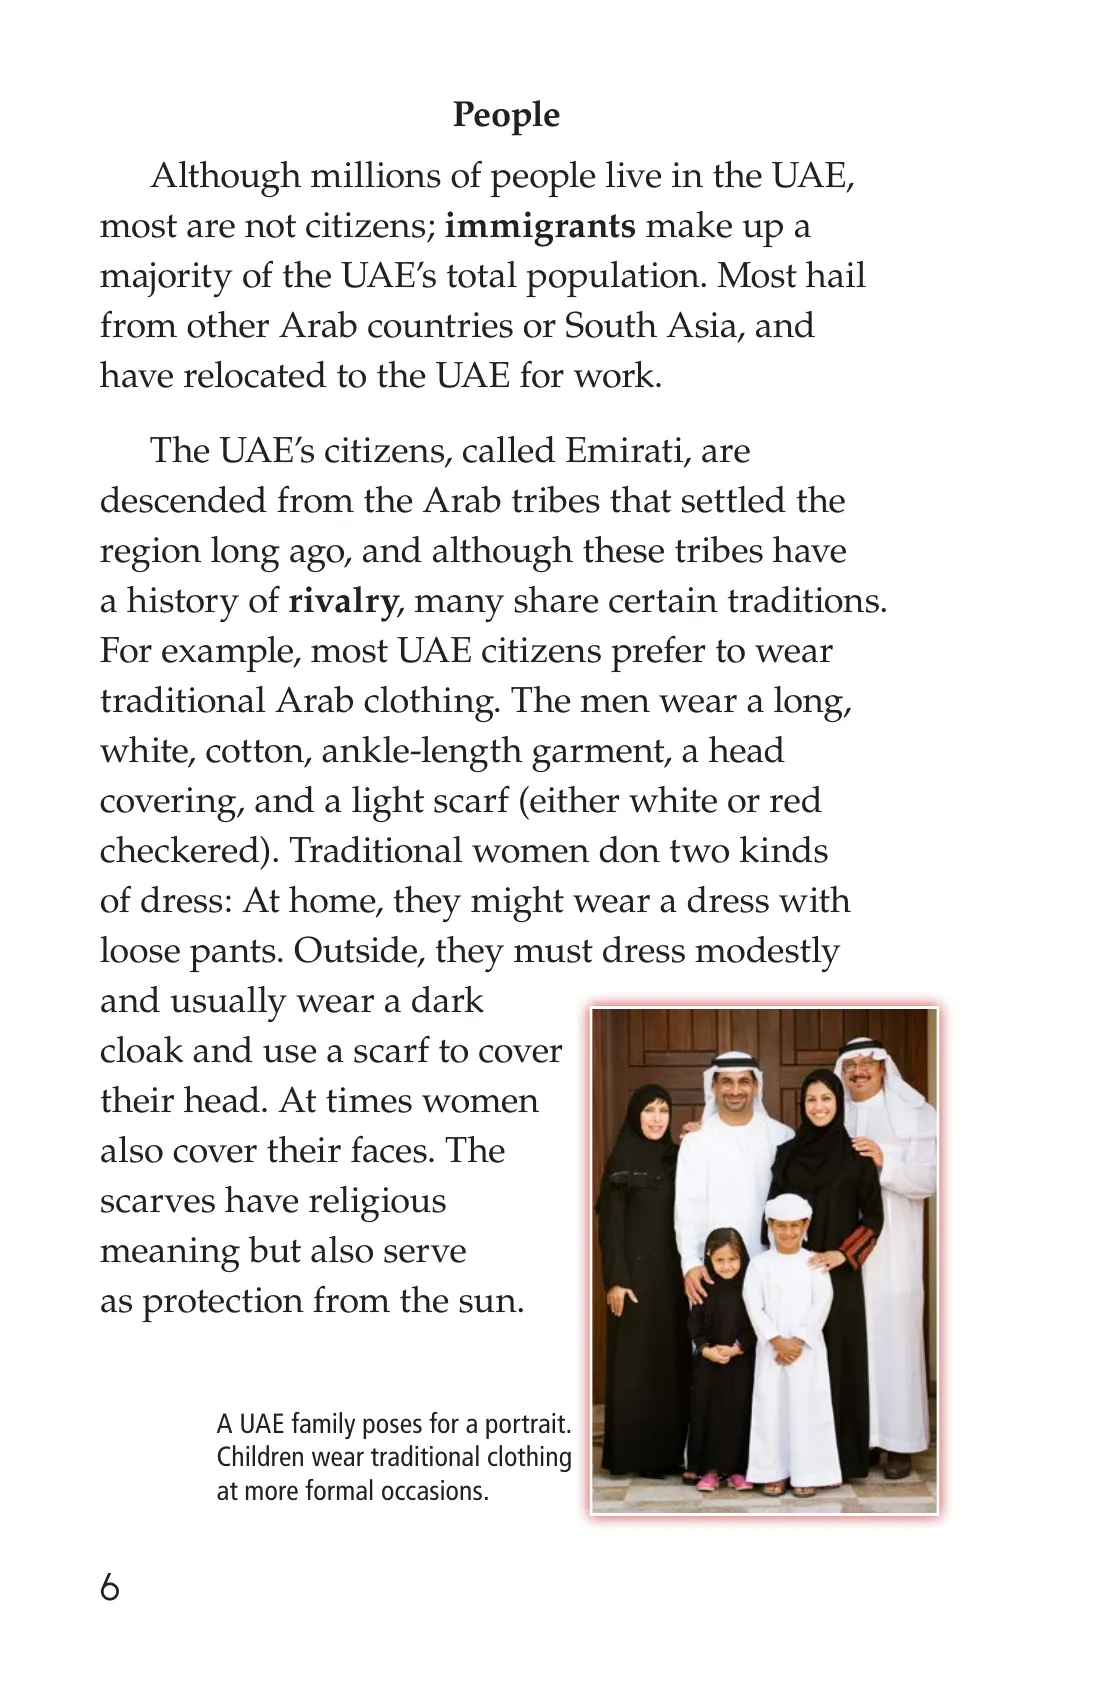 People
Although millions of people live in the UAE,
most are not citizens; immigrants make up a
majority of the UAE’s total population. Most hail
from other Arab countries or South Asia, and
have relocated to the UAE for work.
The UAE’s citizens, called Emirati, are
descended from the Arab tribes that settled the
region long ago, and although these tribes have
a history of rivalry, many share certain traditions.
For example, most UAE citizens prefer to wear
traditional Arab clothing. The men wear a long,
white, cotton, ankle-length garment, a head
covering, and a light scarf (either white or red
checkered). Traditional women don two kinds
of dress: At home, they might wear a dress with
loose pants. Outside, they must dress modestly
and usually wear a dark
cloak and use a scarf to cover
their head. At times women
also cover their faces. The
scarves have religious
meaning but also serve
as protection from the sun.
A UAE family poses for a portrait.
Children wear traditional clothing
at more formal occasions.
6